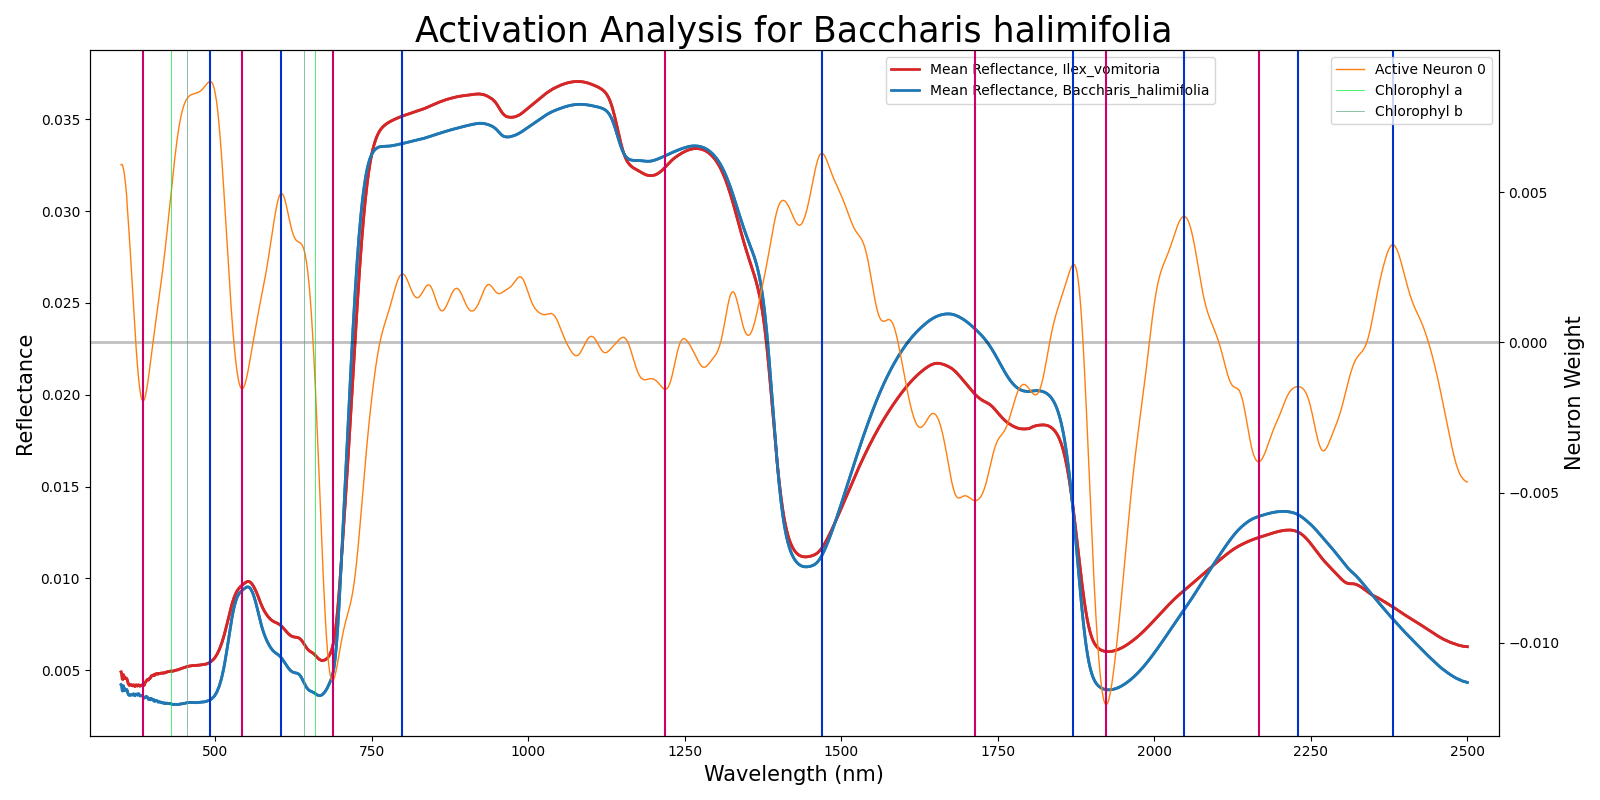 Activation Analysis for Baccharis halimifolia
Mean Reflectance, Ilex_vomitoria
Mean Reflectance, Baccharis_halimifolia
Active Neuron 0
Chlorophyl a
Chlorophyl b
Reflectance
0.035
0.030
0.025
0.020
0.015
0.010
0.005
0.005
0.000
−0.005
−0.010
Neuron Weight
500 750 1000 1250 1500 1750 2000 2250 2500
Wavelength (nm)